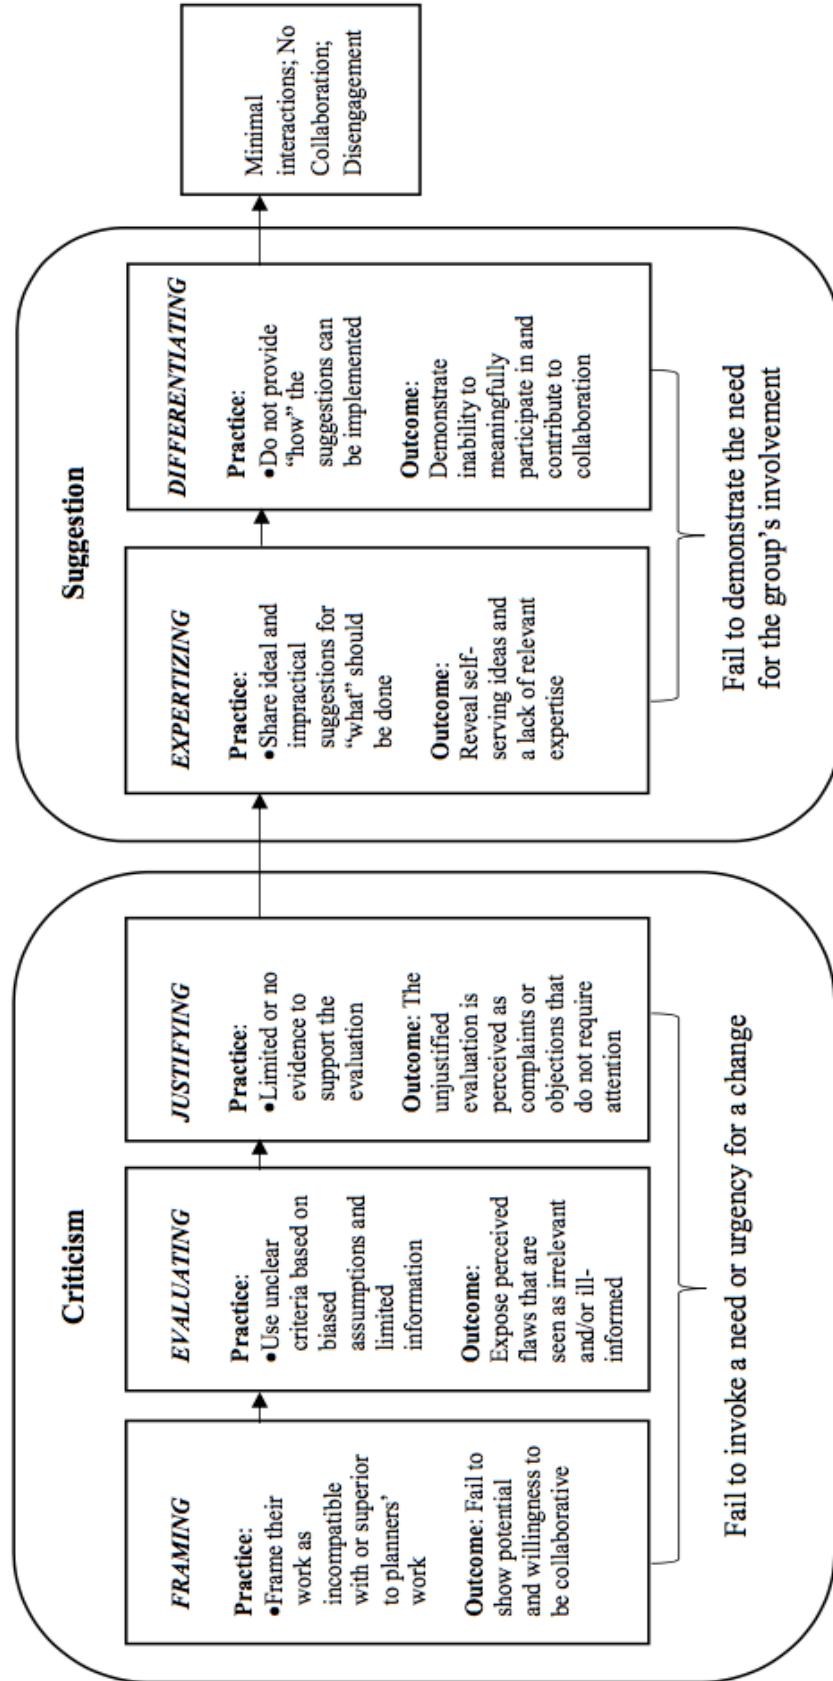 Criticism
FRAMING
Practice:
•Frame their
work as
incompatible
with or superior
to planners’
work
Outcome: Fail to
show potential
and willingness to
be collaborative
EVALUATING
Practice:
•Use unclear
criteria based on
biased
assumptions and
limited
information
Outcome:
Expose perceived
flaws that are
seen as irrelevant
and/or ill-
informed
JUSTIFYING
Practice:
•Limited or no
evidence to
support the
evaluation
Outcome: The
unjustified
evaluation is
perceived as
complaints or
objections that
do not require
attention
Fail to invoke a need or urgency for a change
Suggestion
EXPERTIZING
Practice:
•Share ideal and
impractical
suggestions for
“what” should
be done
Outcome:
Reveal self-
serving ideas and
a lack of relevant
expertise
DIFFERENTIATING
Practice:
•Do not provide
“how” the
suggestions can
be implemented
Outcome:
Demonstrate
inability to
meaningfully
participate in and
contribute to
collaboration
Fail to demonstrate the need
for the group’s involvement
Minimal
interactions; No
Collaboration;
Disengagement